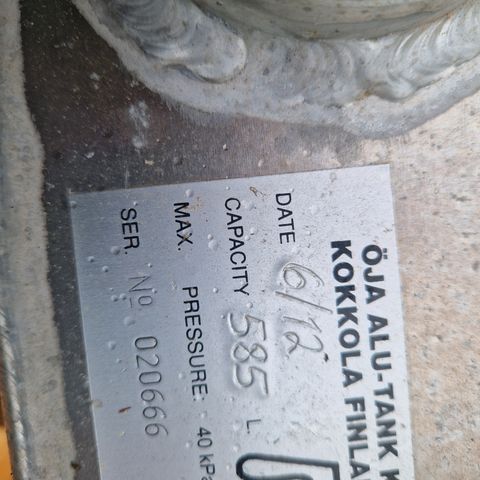 ÖJA ALU-TANK K
KOKKOLA FINLA
DATE 6/12
CAPACITY 585 L.
MAX. PRESSURE: 40 kPa
SER. № 020666